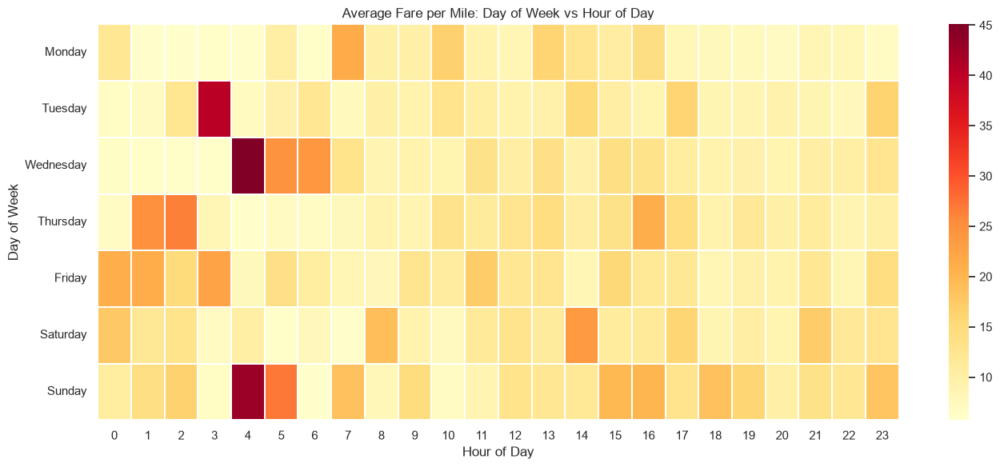 Average Fare per Mile: Day of Week vs Hour of Day
Day of Week
Monday
Tuesday
Wednesday
Thursday
Friday
Saturday
Sunday
0 1 2 3 4 5 6 7 8 9 10 11 12 13 14 15 16 17 18 19 20 21 22 23
Hour of Day
45
40
35
30
25
20
15
10